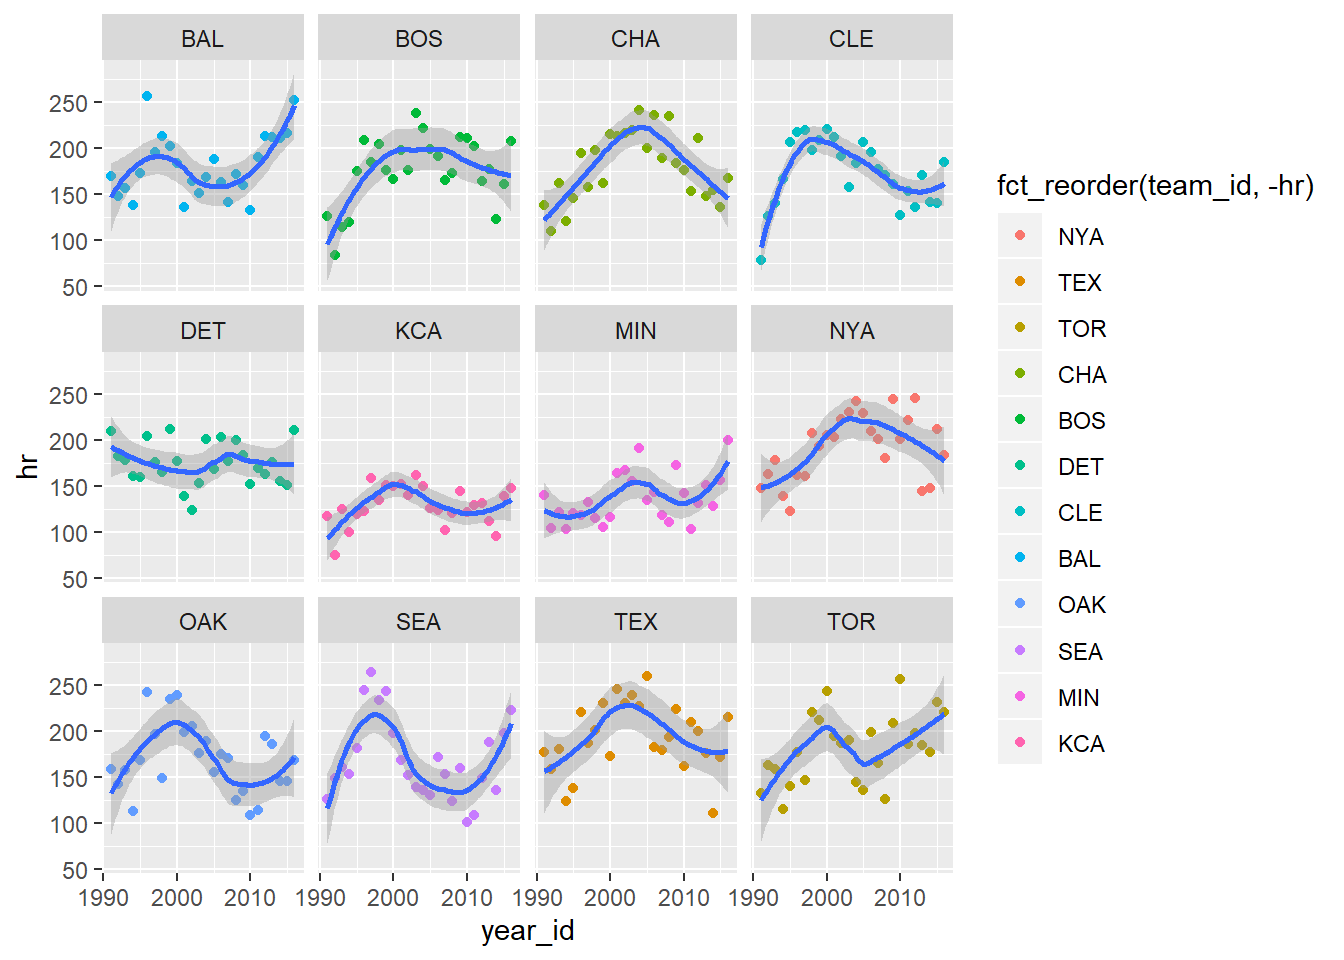 BAL BOS CHA CLE
250
200
150
100
50
DET KCA MIN NYA
250
200
150
100
50
OAK SEA TEX TOR
250
200
150
100
50
1990 2000 2010 1990 2000 2010 1990 2000 2010 1990 2000 2010
year_id
hr
fct_reorder(team_id, -hr)
NYA
TEX
TOR
CHA
BOS
DET
CLE
BAL
OAK
SEA
MIN
KCA